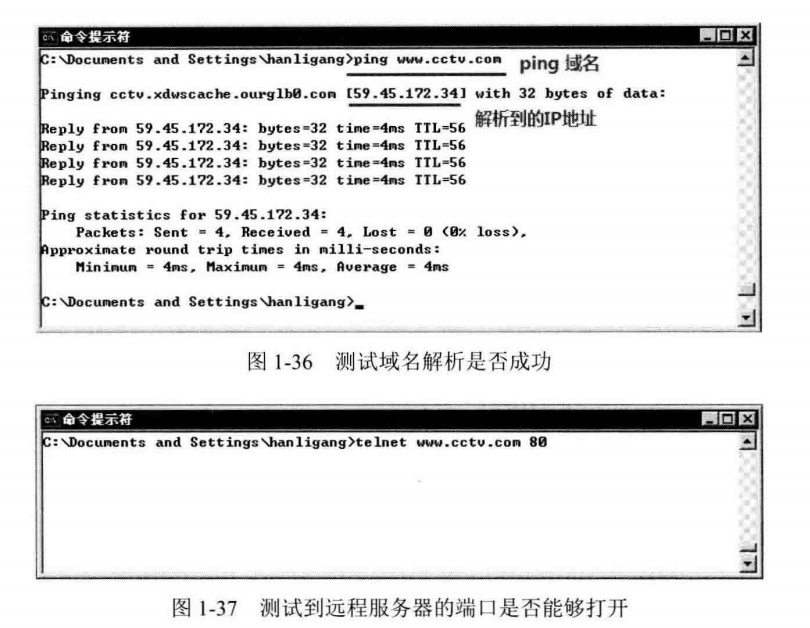 命令提示符
C:\Documents and Settings\hanligang>ping www.cctv.com ping 域名
Pinging cctv.xdwscache.ourglb0.com [59.45.172.34] with 32 bytes of data:
解析到的IP地址
Reply from 59.45.172.34: bytes=32 time=4ms TTL=56
Reply from 59.45.172.34: bytes=32 time=4ms TTL=56
Reply from 59.45.172.34: bytes=32 time=4ms TTL=56
Reply from 59.45.172.34: bytes=32 time=4ms TTL=56
Ping statistics for 59.45.172.34:
Packets: Sent = 4, Received = 4, Lost = 0 (0% loss),
Approximate round trip times in milli-seconds:
Minimum = 4ms, Maximum = 4ms, Average = 4ms
C:\Documents and Settings\hanligang>_
图 1-36 测试域名解析是否成功
命令提示符
C:\Documents and Settings\hanligang>telnet www.cctv.com 80
图 1-37 测试到远程服务器的端口是否能够打开